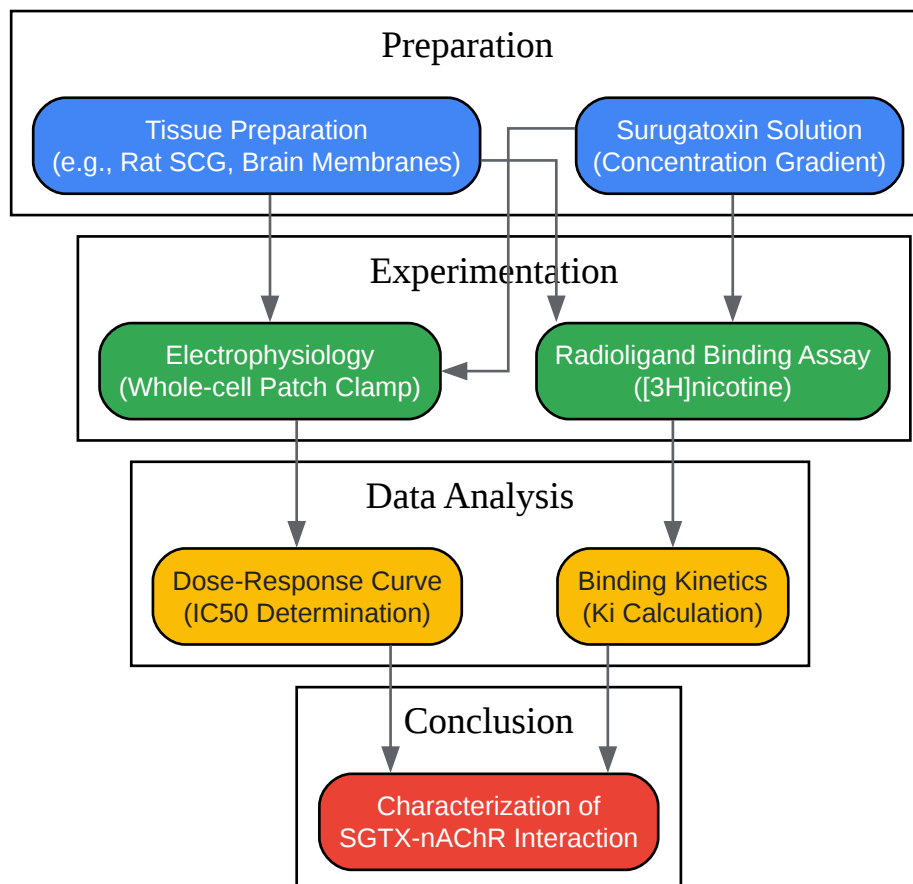 Preparation
Tissue Preparation
(e.g., Rat SCG, Brain Membranes)
Surugatoxin Solution
(Concentration Gradient)
Experimentation
Electrophysiology
(Whole-cell Patch Clamp)
Radioligand Binding Assay
([3H]nicotine)
Data Analysis
Dose-Response Curve
(IC50 Determination)
Binding Kinetics
(Ki Calculation)
Conclusion
Characterization of
SGTX-nAChR Interaction